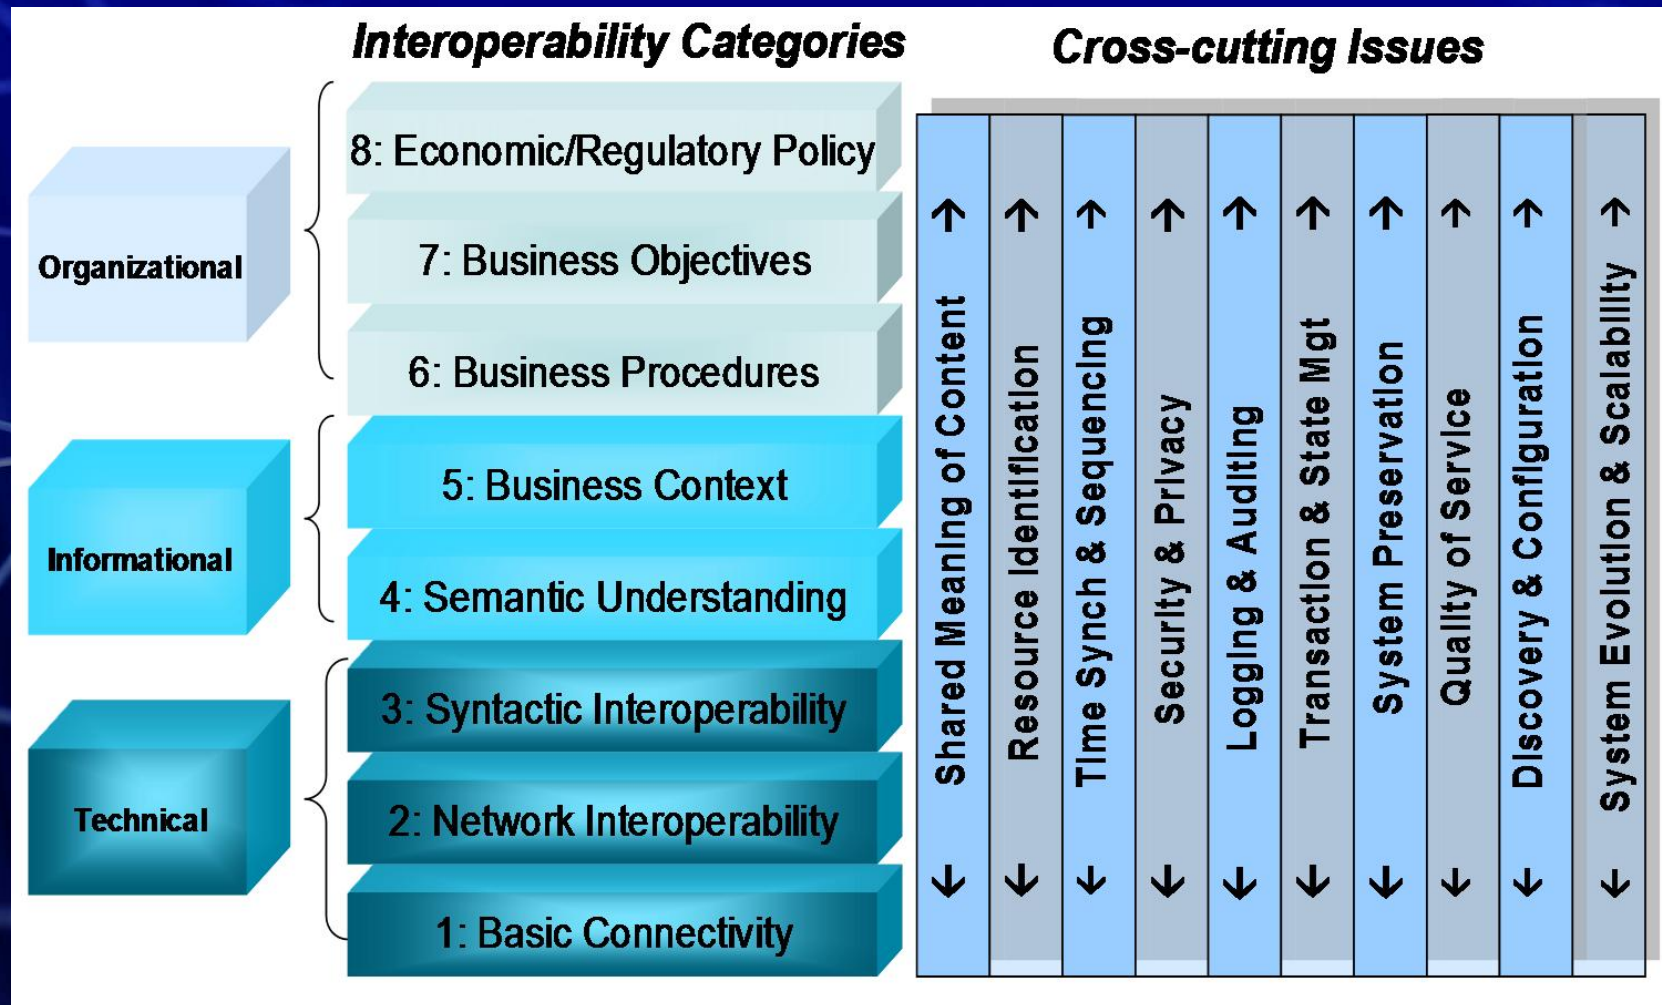 Interoperability Categories
Cross-cutting Issues
Organizational
8: Economic/Regulatory Policy
7: Business Objectives
6: Business Procedures
Informational
5: Business Context
4: Semantic Understanding
Technical
3: Syntactic Interoperability
2: Network Interoperability
1: Basic Connectivity
Shared Meaning of Content
Resource Identification
Time Synch & Sequencing
Security & Privacy
Logging & Auditing
Transaction & State Mgt
System Preservation
Quality of Service
Discovery & Configuration
System Evolution & Scalability